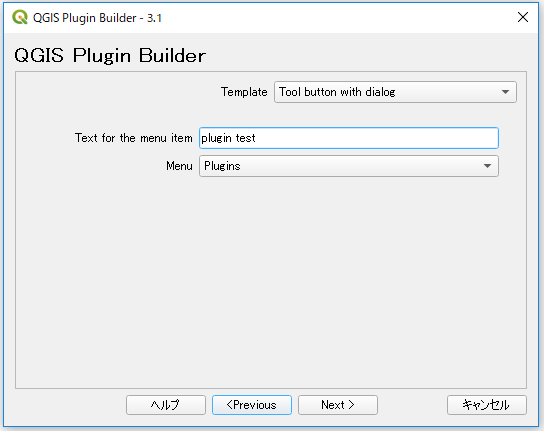 QGIS Plugin Builder - 3.1
QGIS Plugin Builder
Template Tool button with dialog
Text for the menu item plugin test
Menu Plugins
ヘルプ <Previous Next > キャンセル